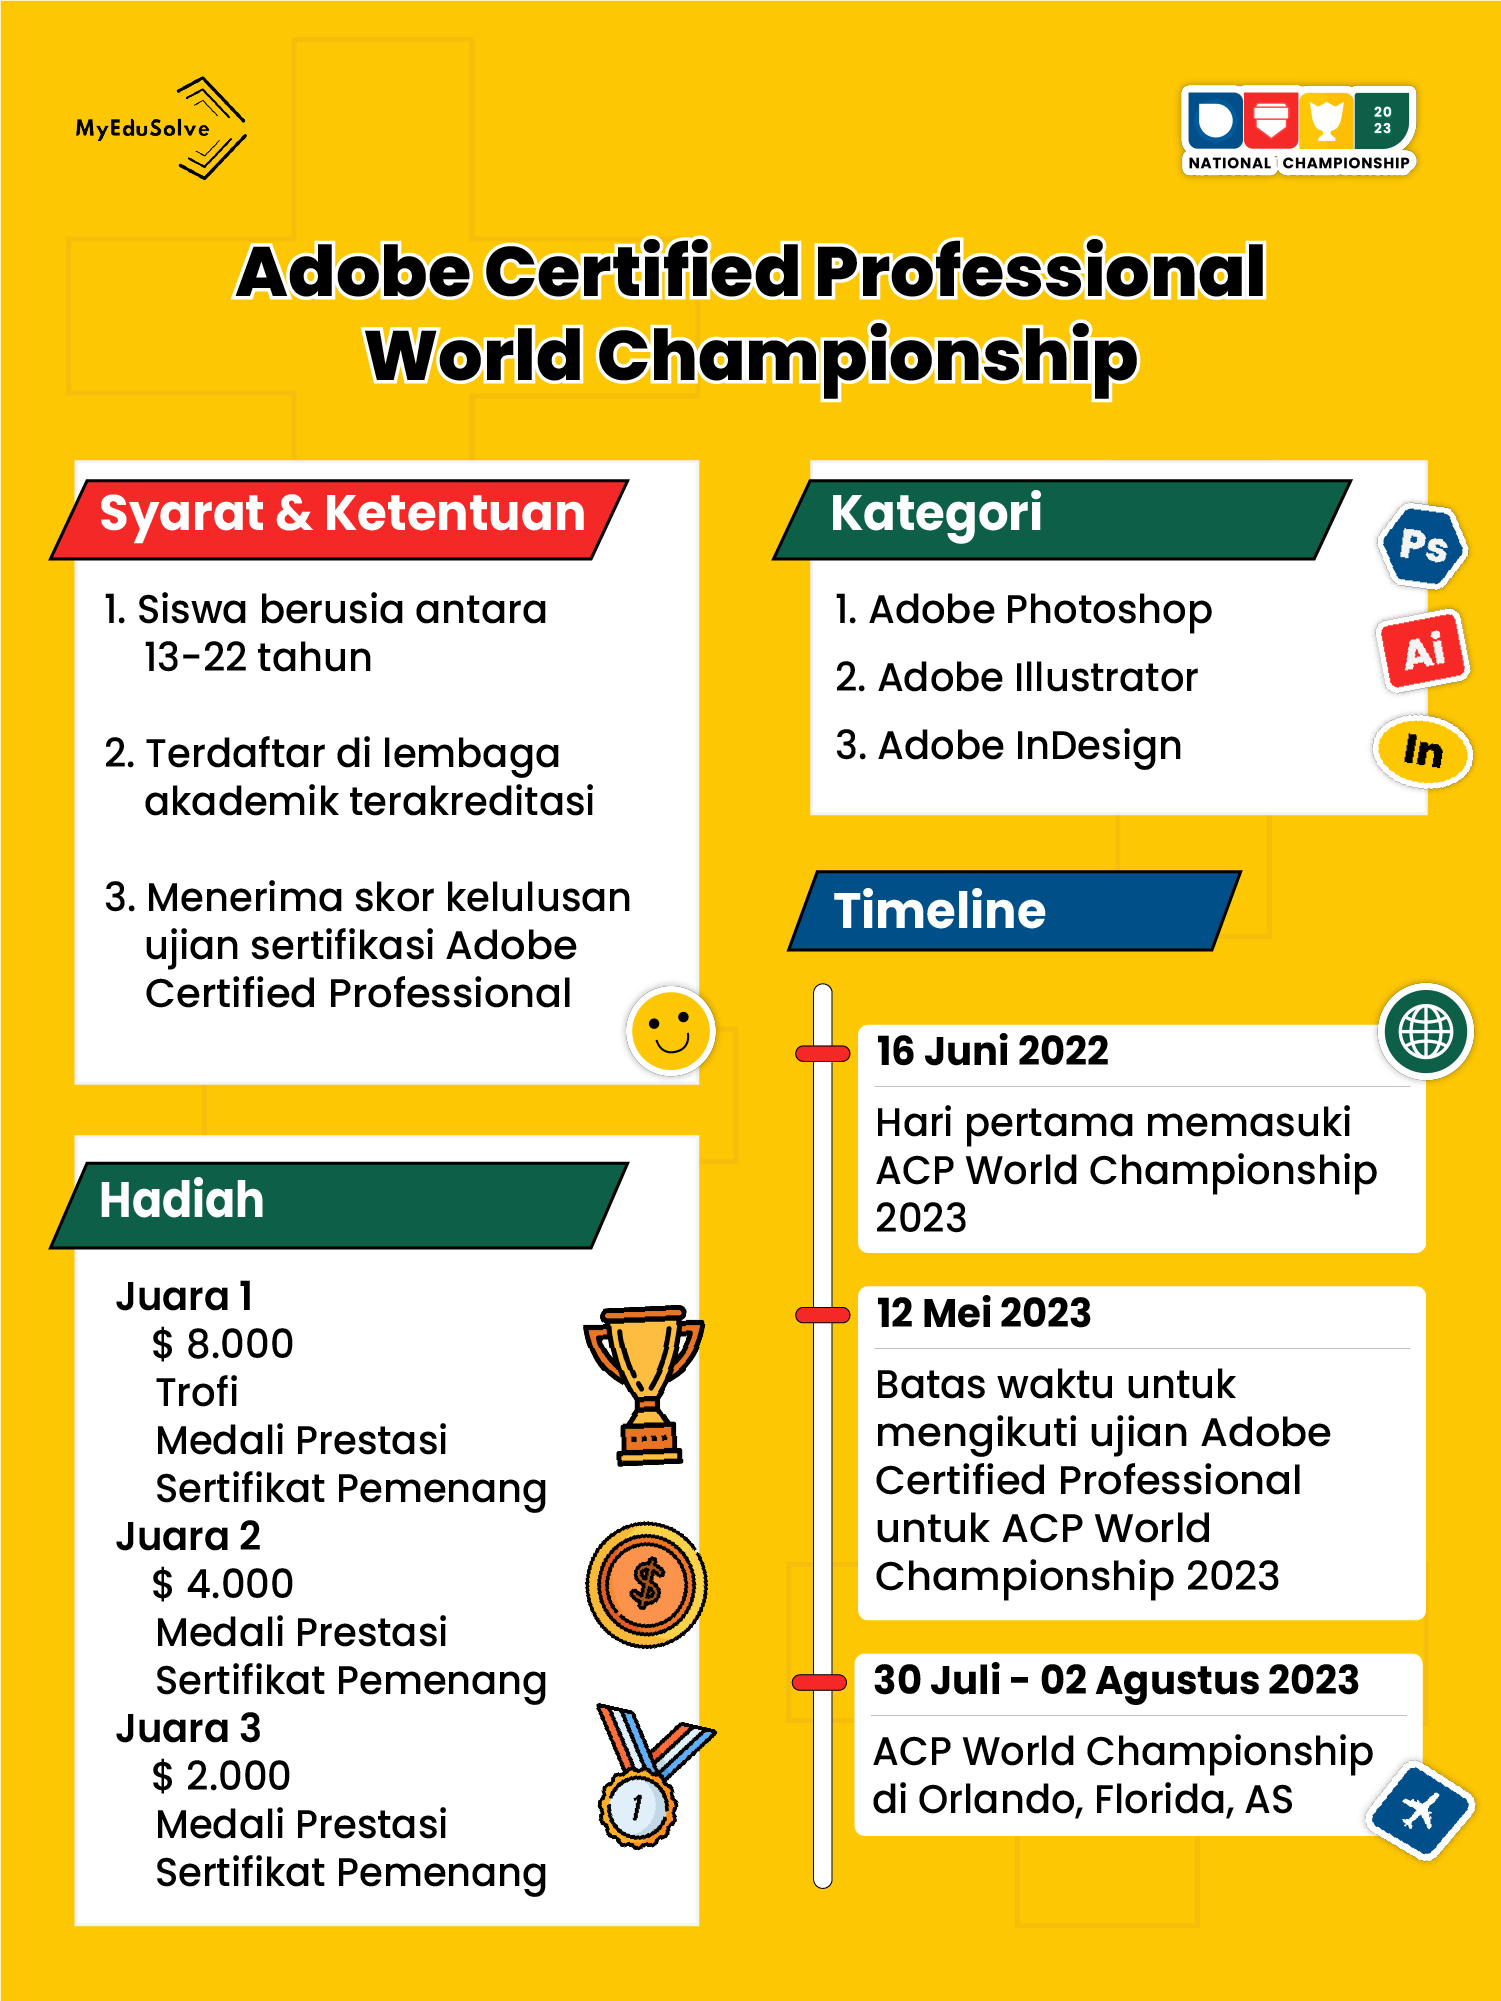 MyEduSolve
20
23
NATIONAL CHAMPIONSHIP
Adobe Certified Professional
World Championship
Syarat & Ketentuan
1. Siswa berusia antara
13-22 tahun
2. Terdaftar di lembaga
akademik terakreditasi
3. Menerima skor kelulusan
ujian sertifikasi Adobe
Certified Professional
Hadiah
Juara 1
$ 8.000
Trofi
Medali Prestasi
Sertifikat Pemenang
Juara 2
$ 4.000
Medali Prestasi
Sertifikat Pemenang
Juara 3
$ 2.000
Medali Prestasi
Sertifikat Pemenang
$
1
Kategori
1. Adobe Photoshop
2. Adobe Illustrator
3. Adobe InDesign
Ps
Ai
In
Timeline
16 Juni 2022
Hari pertama memasuki
ACP World Championship
2023
12 Mei 2023
Batas waktu untuk
mengikuti ujian Adobe
Certified Professional
untuk ACP World
Championship 2023
30 Juli - 02 Agustus 2023
ACP World Championship
di Orlando, Florida, AS